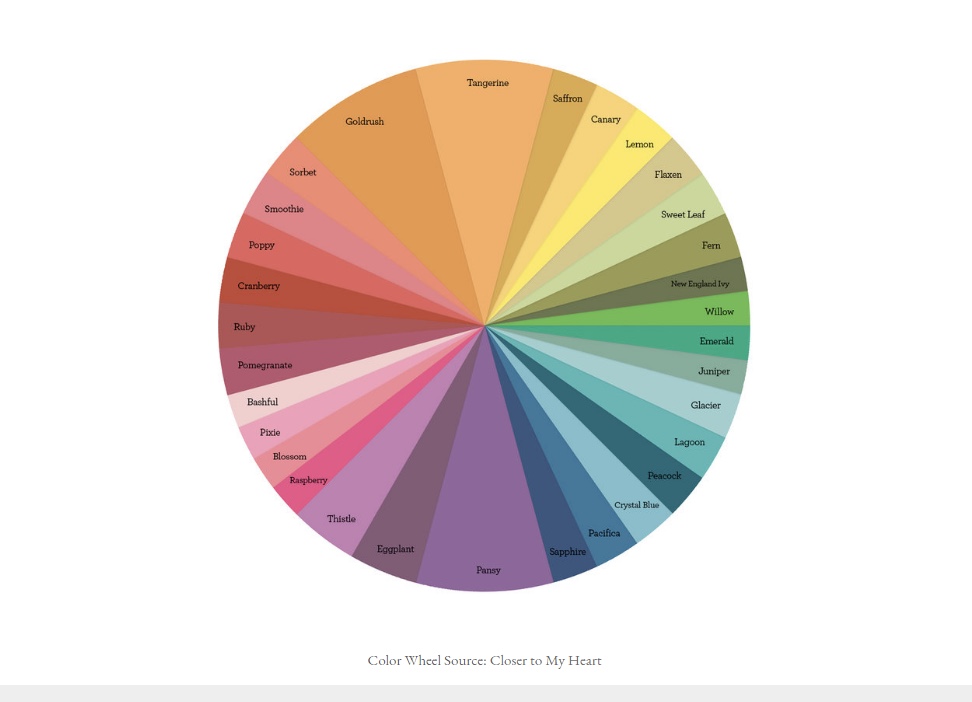 Tangerine
Saffron
Canary
Lemon
Flaxen
Sweet Leaf
Fern
New England Ivy
Willow
Emerald
Juniper
Glacier
Lagoon
Peacock
Crystal Blue
Pacifica
Sapphire
Pansy
Eggplant
Thistle
Raspberry
Blossom
Pixie
Bashful
Pomegranate
Ruby
Cranberry
Poppy
Smoothie
Sorbet
Goldrush
Color Wheel Source: Closer to My Heart